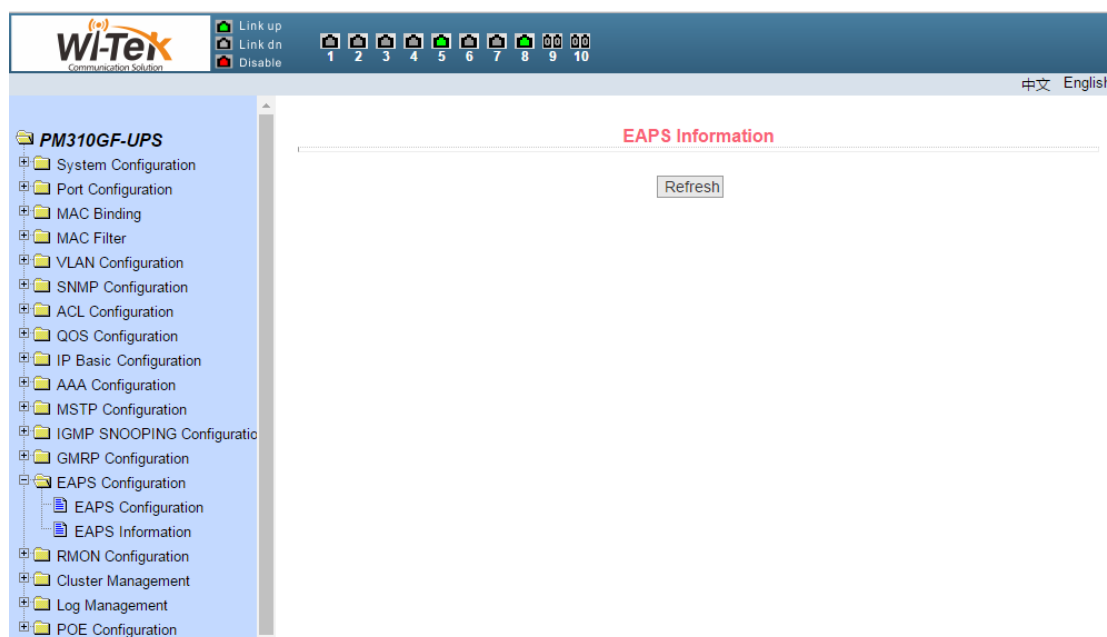 Wi-Tek
Communication Solution
Link up
Link dn
Disable
1 2 3 4 5 6 7 8 9 10
中文 English
PM310GF-UPS
System Configuration
Port Configuration
MAC Binding
MAC Filter
VLAN Configuration
SNMP Configuration
ACL Configuration
QOS Configuration
IP Basic Configuration
AAA Configuration
MSTP Configuration
IGMP SNOOPING Configuratio
GMRP Configuration
EAPS Configuration
EAPS Configuration
EAPS Information
RMON Configuration
Cluster Management
Log Management
POE Configuration
EAPS Information
Refresh